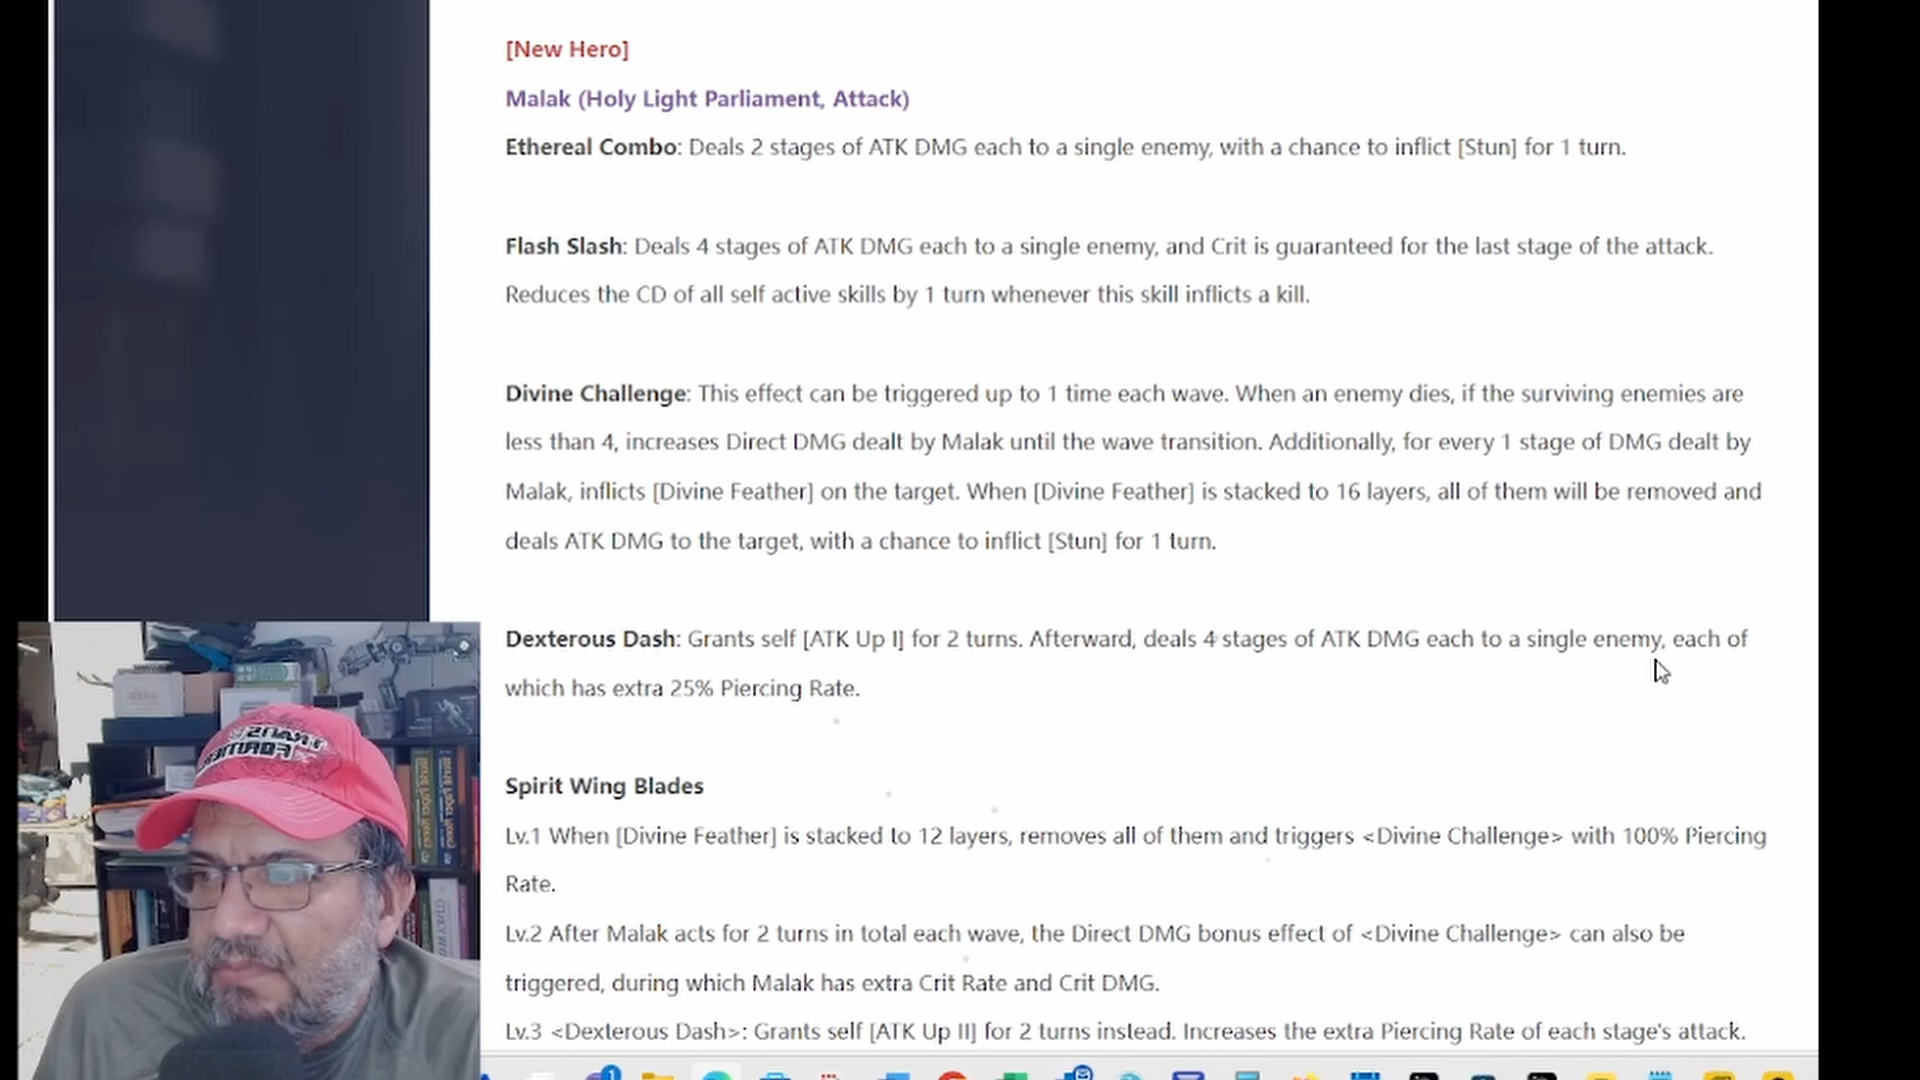 [New Hero]
Malak (Holy Light Parliament, Attack)
Ethereal Combo: Deals 2 stages of ATK DMG each to a single enemy, with a chance to inflict [Stun] for 1 turn.
Flash Slash: Deals 4 stages of ATK DMG each to a single enemy, and Crit is guaranteed for the last stage of the attack.
Reduces the CD of all self active skills by 1 turn whenever this skill inflicts a kill.
Divine Challenge: This effect can be triggered up to 1 time each wave. When an enemy dies, if the surviving enemies are
less than 4, increases Direct DMG dealt by Malak until the wave transition. Additionally, for every 1 stage of DMG dealt by
Malak, inflicts [Divine Feather] on the target. When [Divine Feather] is stacked to 16 layers, all of them will be removed and
deals ATK DMG to the target, with a chance to inflict [Stun] for 1 turn.
Dexterous Dash: Grants self [ATK Up I] for 2 turns. Afterward, deals 4 stages of ATK DMG each to a single enemy, each of
which has extra 25% Piercing Rate.
Spirit Wing Blades
Lv.1 When [Divine Feather] is stacked to 12 layers, removes all of them and triggers <Divine Challenge> with 100% Piercing
Rate.
Lv.2 After Malak acts for 2 turns in total each wave, the Direct DMG bonus effect of <Divine Challenge> can also be
triggered, during which Malak has extra Crit Rate and Crit DMG.
Lv.3 <Dexterous Dash>: Grants self [ATK Up II] for 2 turns instead. Increases the extra Piercing Rate of each stage's attack.
TRANS
FORMER
1